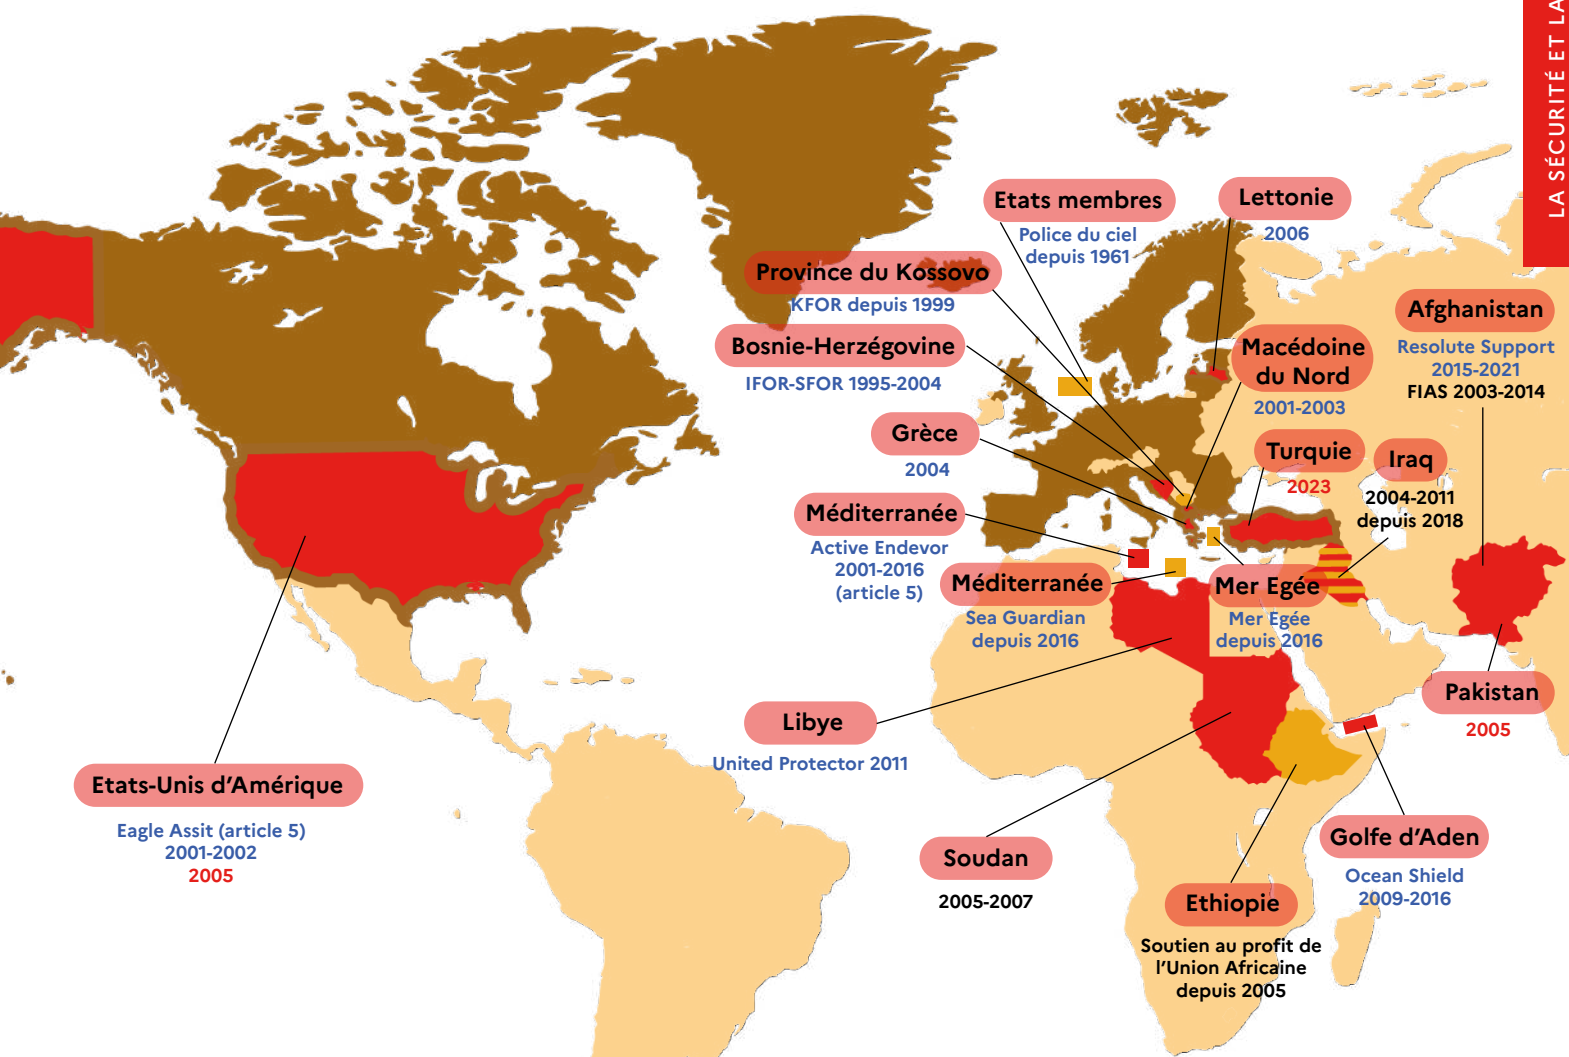 LA SÉCURITÉ ET LA
Etats membres
Police du ciel
depuis 1961
Lettonie
2006
Province du Kossovo
KFOR depuis 1999
Bosnie-Herzégovine
IFOR-SFOR 1995-2004
Macédoine
du Nord
2001-2003
Afghanistan
Resolute Support
2015-2021
FIAS 2003-2014
Grèce
2004
Turquie
2023
Iraq
2004-2011
depuis 2018
Méditerranée
Active Endevor
2001-2016
(article 5)
Méditerranée
Sea Guardian
depuis 2016
Mer Egée
Mer Egée
depuis 2016
Pakistan
2005
Libye
United Protector 2011
Etats-Unis d’Amérique
Eagle Assit (article 5)
2001-2002
2005
Soudan
2005-2007
Golfe d’Aden
Ocean Shield
2009-2016
Ethiopie
Soutien au profit de
l’Union Africaine
depuis 2005